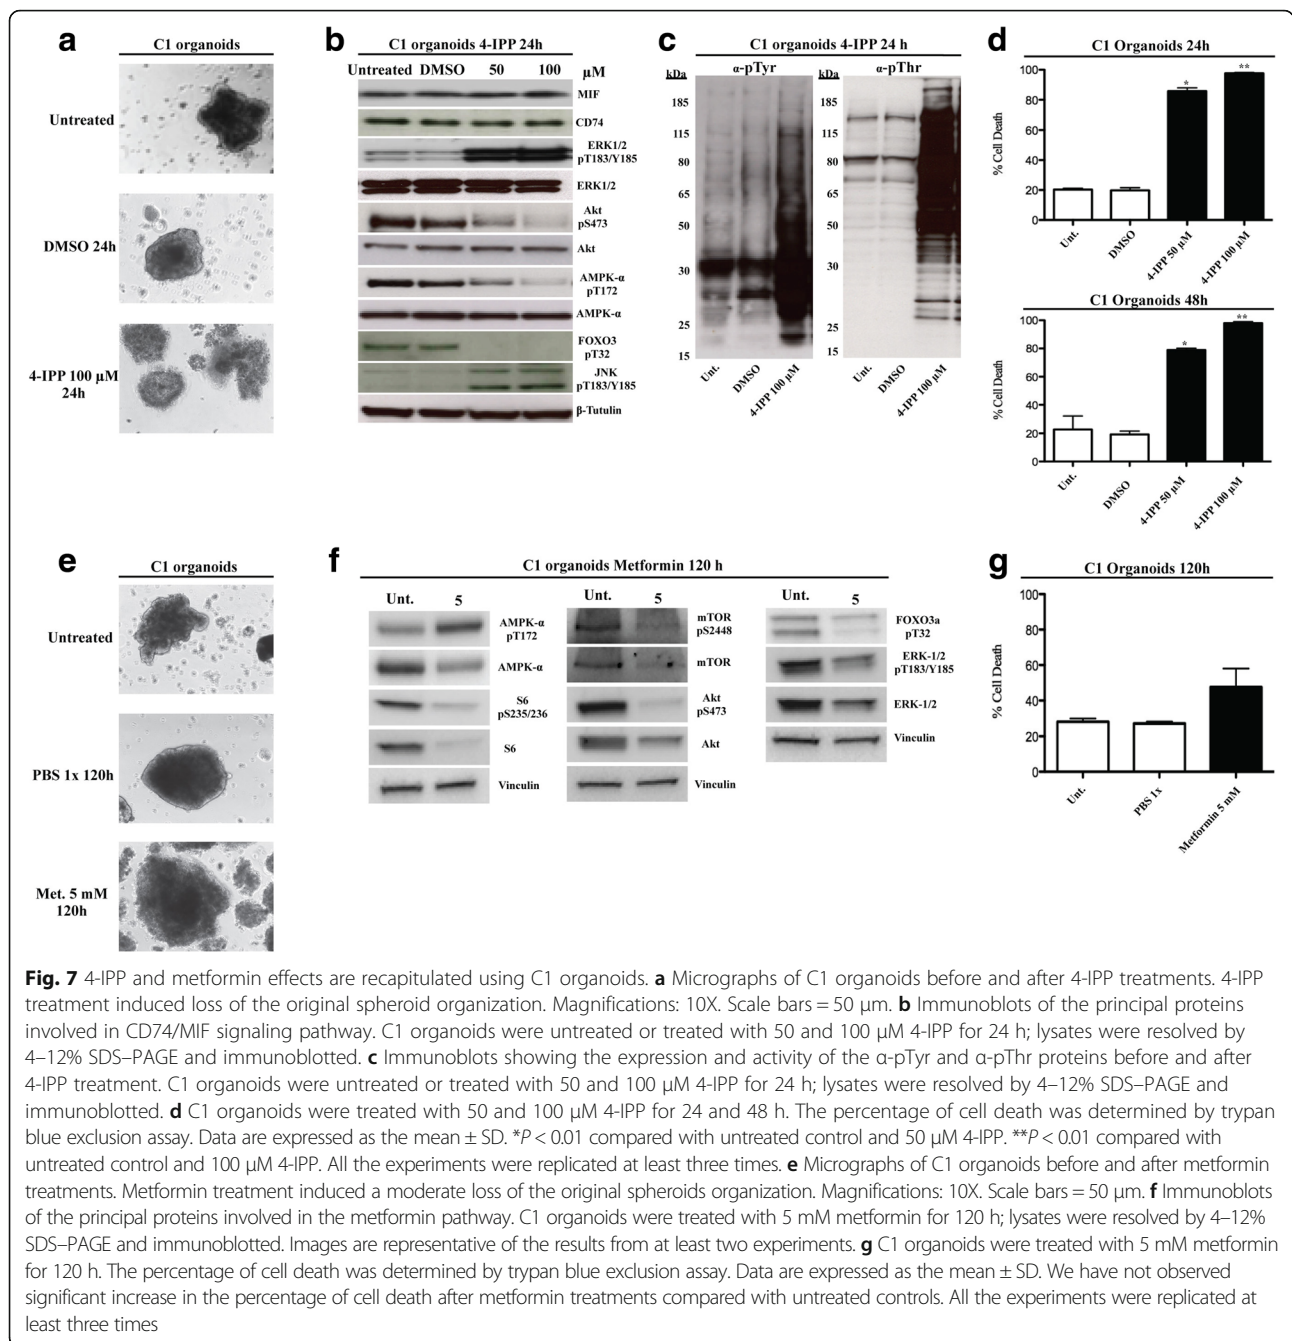 a
C1 organoids
Untreated
DMSO 24h
4-IPP 100 µM
24h
b
C1 organoids 4-IPP 24h
Untreated DMSO 50 100 µM
MIF
CD74
ERK1/2
pT183/Y185
ERK1/2
Akt
pS473
Akt
AMPK-α
pT172
AMPK-α
FOXO3
pT32
JNK
pT183/Y185
β-Tutulin
c
C1 organoids 4-IPP 24 h
kDa α-pTyr
185
115
80
65
50
30
25
15
Unt.
DMSO
4-IPP 100 µM
kDa α-pThr
185
115
80
65
50
30
25
15
Unt.
DMSO
4-IPP 100 µM
d
C1 Organoids 24h
% Cell Death
100
80
60
40
20
0
*
**
Unt.
DMSO
4-IPP 50 µM
4-IPP 100 µM
C1 Organoids 48h
% Cell Death
100
80
60
40
20
0
*
**
Unt.
DMSO
4-IPP 50 µM
4-IPP 100 µM
e
C1 organoids
Untreated
PBS 1x 120h
Met. 5 mM
120h
f
C1 organoids Metformin 120 h
Unt. 5
AMPK-α
pT172
AMPK-α
S6
pS235/236
S6
Vinculin
Unt. 5
mTOR
pS2448
mTOR
Akt
pS473
Akt
Vinculin
Unt. 5
FOXO3a
pT32
ERK-1/2
pT183/Y185
ERK-1/2
Vinculin
g
C1 Organoids 120h
% Cell Death
100
80
60
40
20
0
Unt.
PBS 1x
Metformin 5 mM
Fig. 7 4-IPP and metformin effects are recapitulated using C1 organoids. a Micrographs of C1 organoids before and after 4-IPP treatments. 4-IPP
treatment induced loss of the original spheroid organization. Magnifications: 10X. Scale bars = 50 µm. b Immunoblots of the principal proteins
involved in CD74/MIF signaling pathway. C1 organoids were untreated or treated with 50 and 100 µM 4-IPP for 24 h; lysates were resolved by
4–12% SDS–PAGE and immunoblotted. c Immunoblots showing the expression and activity of the α-pTyr and α-pThr proteins before and after
4-IPP treatment. C1 organoids were untreated or treated with 50 and 100 µM 4-IPP for 24 h; lysates were resolved by 4–12% SDS–PAGE and
immunoblotted. d C1 organoids were treated with 50 and 100 µM 4-IPP for 24 and 48 h. The percentage of cell death was determined by trypan
blue exclusion assay. Data are expressed as the mean ± SD. *P < 0.01 compared with untreated control and 50 µM 4-IPP. **P < 0.01 compared with
untreated control and 100 µM 4-IPP. All the experiments were replicated at least three times. e Micrographs of C1 organoids before and after metformin
treatments. Metformin treatment induced a moderate loss of the original spheroids organization. Magnifications: 10X. Scale bars = 50 µm. f Immunoblots
of the principal proteins involved in the metformin pathway. C1 organoids were treated with 5 mM metformin for 120 h; lysates were resolved by 4–12%
SDS–PAGE and immunoblotted. Images are representative of the results from at least two experiments. g C1 organoids were treated with 5 mM metformin
for 120 h. The percentage of cell death was determined by trypan blue exclusion assay. Data are expressed as the mean ± SD. We have not observed
significant increase in the percentage of cell death after metformin treatments compared with untreated controls. All the experiments were replicated at
least three times